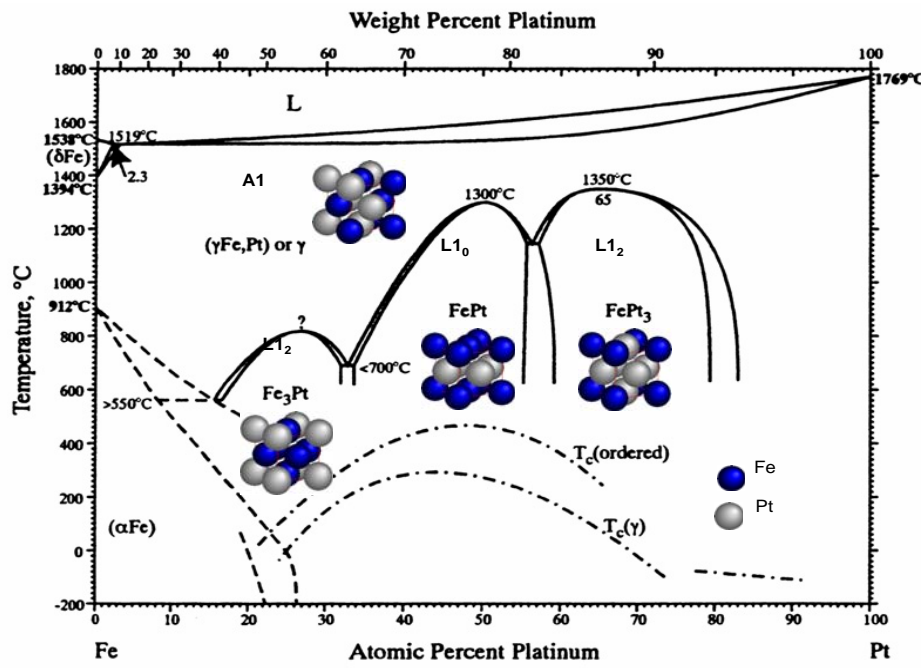 Weight Percent Platinum
0 10 20 30 40 50 60 70 80 90 100
1800
1769°C
L
1600
1538°C
1519°C
(δFe)
1400
2.3
1394°C
A1
1300°C
1350°C
65
1200
(γFe,Pt) or γ
L1₀
L1₂
1000
912°C
FePt
FePt₃
800
?
L1₂
<700°C
600
Fe₃Pt
>550°C
400
Tc(ordered)
Fe
200
Pt
Tc(γ)
(αFe)
0
-200
Temperature, °C
0 10 20 30 40 50 60 70 80 90 100
Fe
Atomic Percent Platinum
Pt